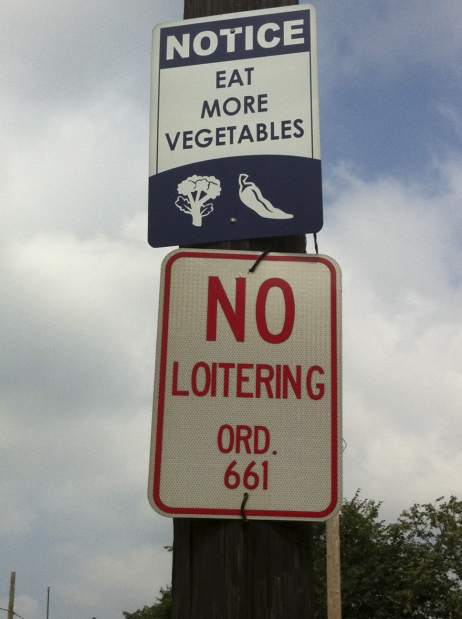 NOTICE
EAT
MORE
VEGETABLES
NO
LOITERING
ORD.
661